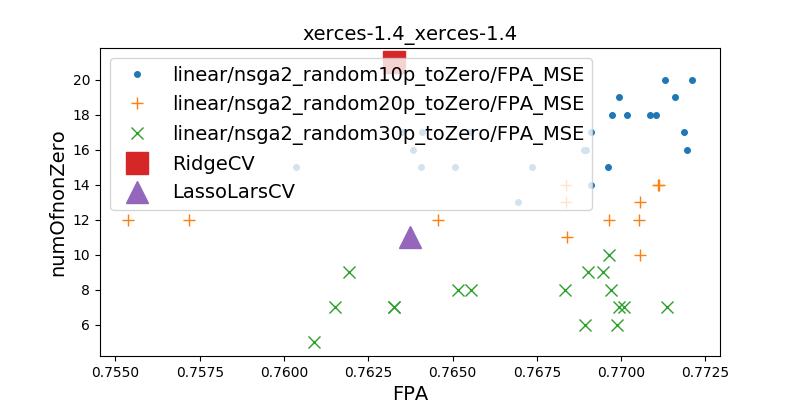 xerces-1.4_xerces-1.4
linear/nsga2_random10p_toZero/FPA_MSE
linear/nsga2_random20p_toZero/FPA_MSE
linear/nsga2_random30p_toZero/FPA_MSE
RidgeCV
LassoLarsCV
numOfnonZero
20
18
16
14
12
10
8
6
0.7550 0.7575 0.7600 0.7625 0.7650 0.7675 0.7700 0.7725
FPA